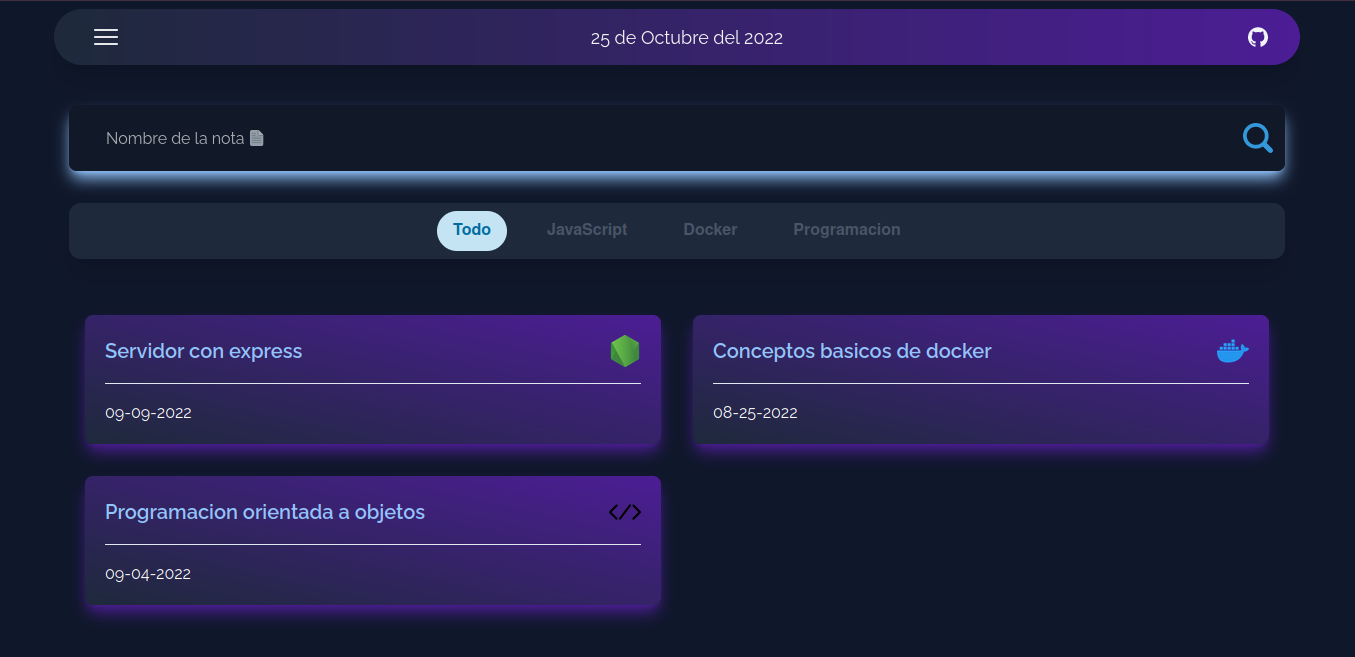 25 de Octubre del 2022
Nombre de la nota
Todo JavaScript Docker Programacion
Servidor con express
09-09-2022
Conceptos basicos de docker
08-25-2022
Programacion orientada a objetos
09-04-2022